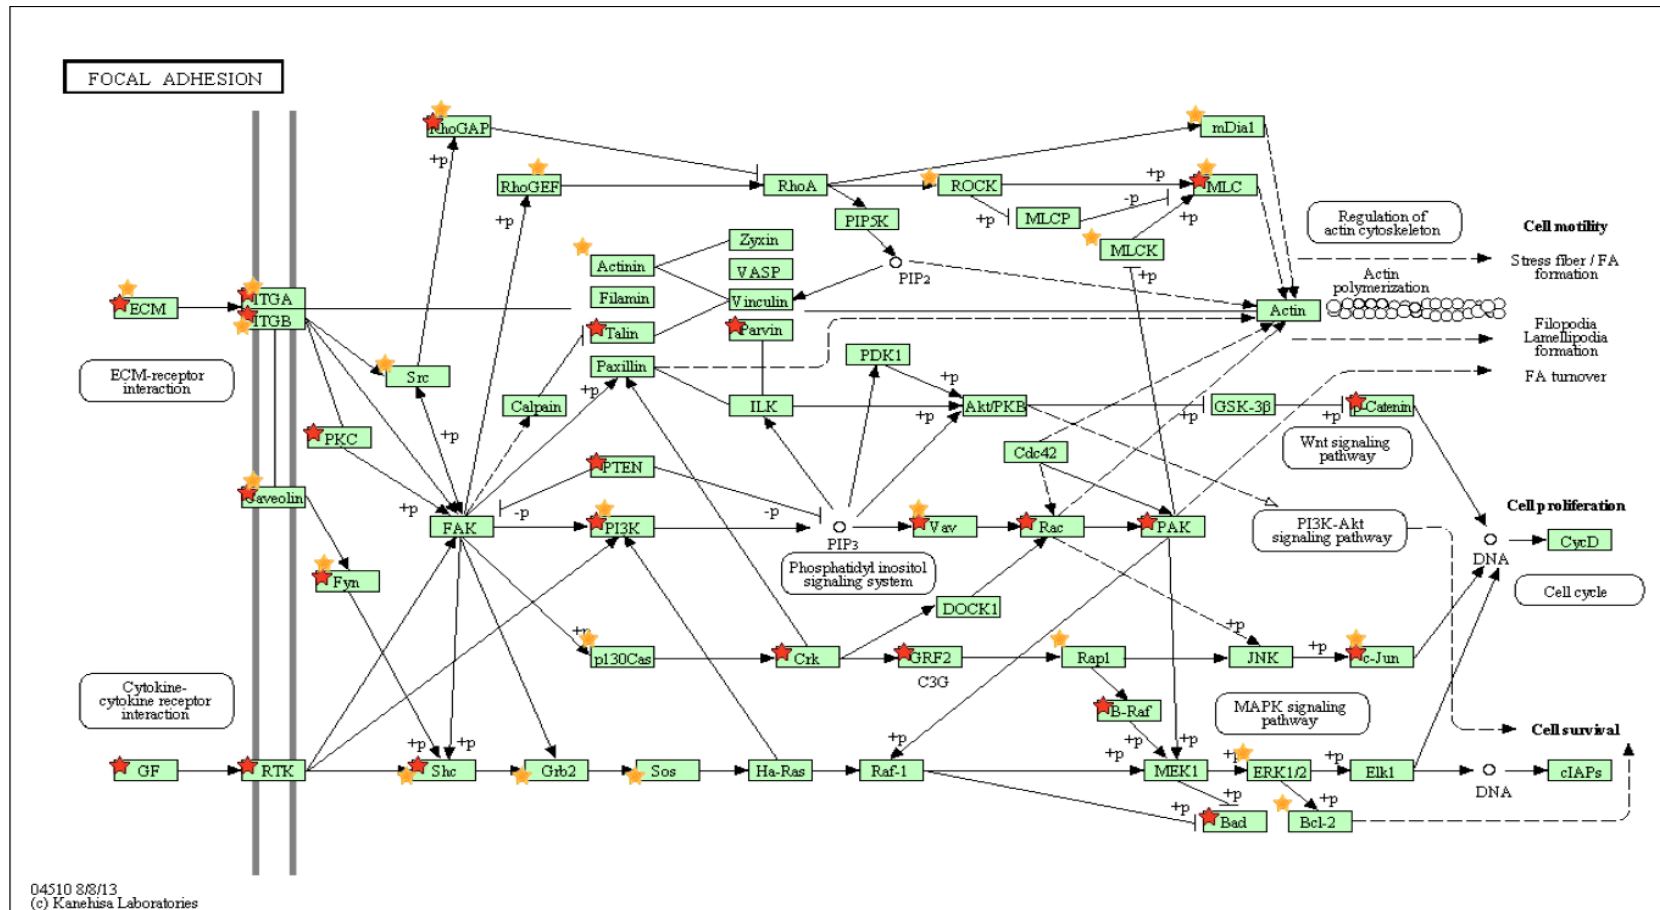 FOCAL ADHESION
RhoGAP
mDia1
+p
RhoGEF
RhoA
ROCK
+p
MLC
-p
+p
PIP5K
MLCP
+p
Regulation of
actin cytoskeleton
Cell motility
+p
Zyxin
MLCK
Actinin
VASP
PIP2
+p
Stress fiber / FA
formation
Actin
polymerization
ECM
ITGA
Filamin
Vinculin
Actin
ITGB
Talin
Parvin
Filopodia
Lamellipodia
formation
PDK1
ECM-receptor
interaction
Src
Paxillin
+p
+p
FA turnover
Calpain
ILK
+p
Akt/PKB
GSK-3β
+p
β-Catenin
+p
PKC
+p
Cdc42
Wnt signaling
pathway
PTEN
Caveolin
+p
-p
-p
Cell proliferation
FAK
PI3K
PIP3
Vav
Rac
PAK
PI3K-Akt
signaling pathway
DNA
CycD
Phosphatidyl inositol
signaling system
Fyn
Cell cycle
DOCK1
+p
+p
p130Cas
Crk
GRF2
Rap1
JNK
+p
c-Jun
C3G
Cytokine-
cytokine receptor
interaction
B-Raf
MAPK signaling
pathway
Cell survival
+p
+p
+p
+p
+p
+p
+p
+p
GF
RTK
Shc
Grb2
Sos
Ha-Ras
Raf-1
MEK1
ERK1/2
Elk1
DNA
cIAPs
+p
+p
+p
Bad
Bcl-2
04510 8/8/13
(c) Kanehisa Laboratories